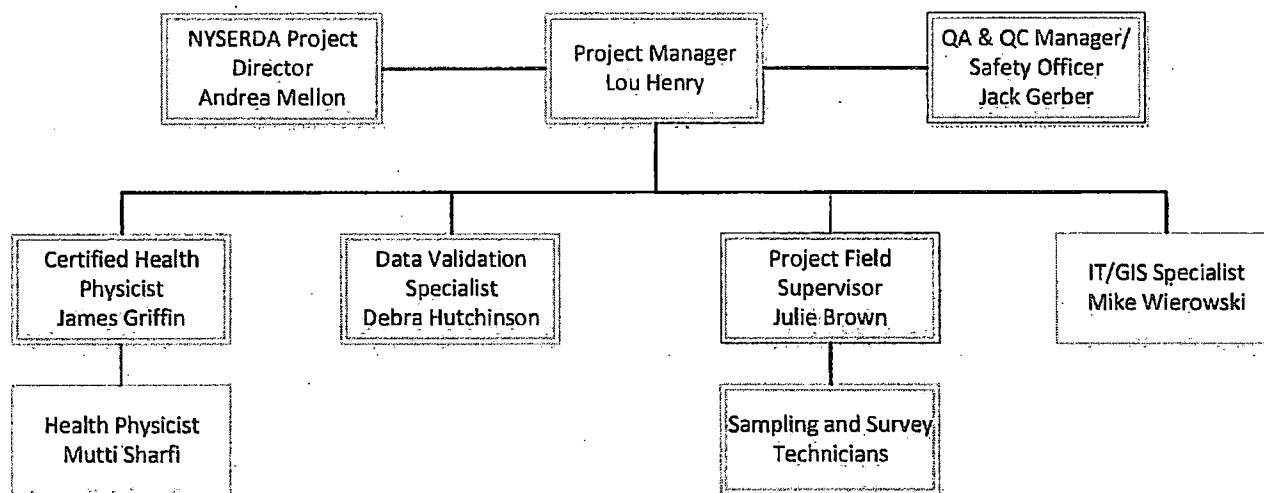 NYSERDA Project
Director
Andrea Mellon
Project Manager
Lou Henry
QA & QC Manager/
Safety Officer
Jack Gerber
Certified Health
Physicist
James Griffin
Data Validation
Specialist
Debra Hutchinson
Project Field
Supervisor
Julie Brown
IT/GIS Specialist
Mike Wierowski
Health Physicist
Mutti Sharfi
Sampling and Survey
Technicians